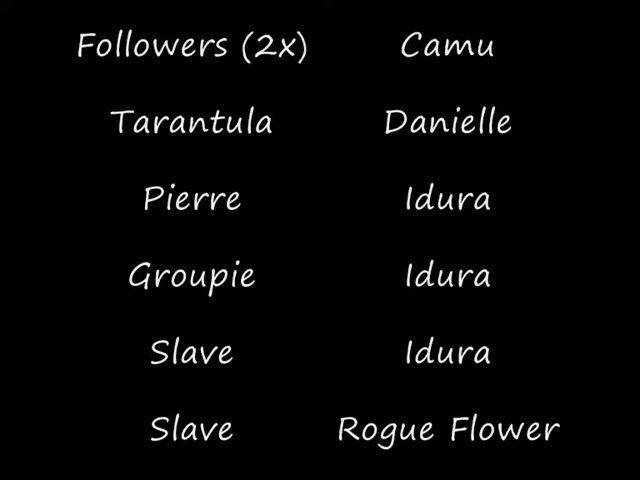 Followers (2x) Camu
Tarantula Danielle
Pierre Idura
Groupie Idura
Slave Idura
Slave Rogue Flower